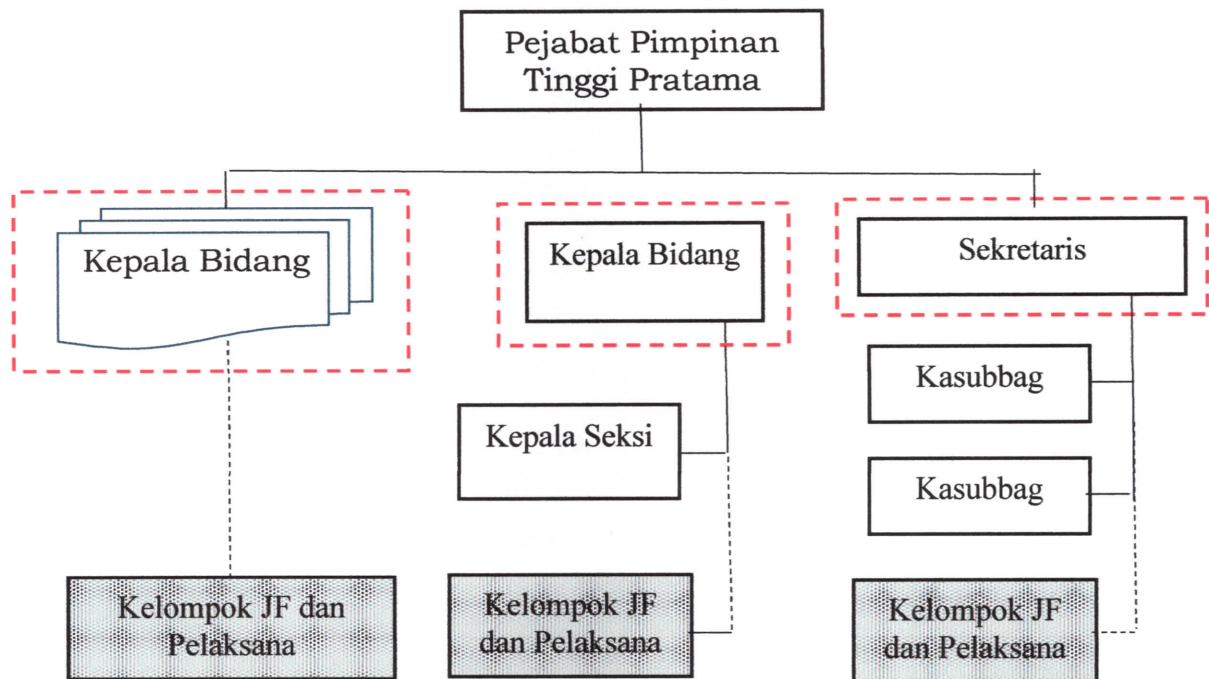 Pejabat Pimpinan
Tinggi Pratama
Kepala Bidang
Kepala Bidang
Sekretaris
Kasubbag
Kepala Seksi
Kasubbag
Kelompok JF dan
Pelaksana
Kelompok JF
dan Pelaksana
Kelompok JF
dan Pelaksana